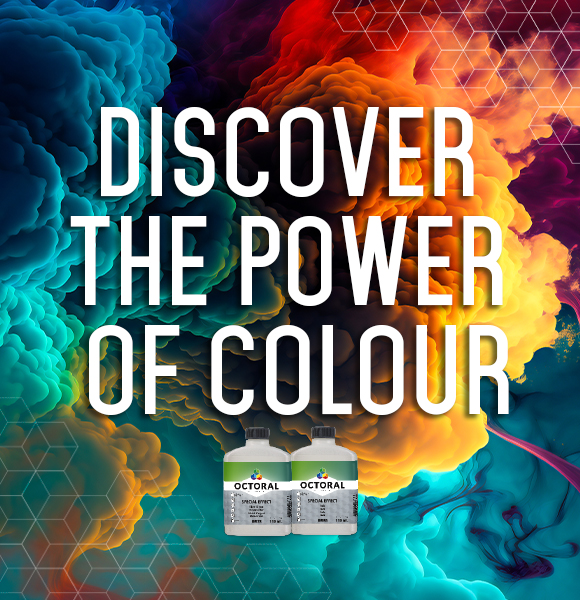 DISCOVER
THE POWER
OF COLOUR
OCTORAL
SPECIAL EFFECT
OCTORAL
SPECIAL EFFECT